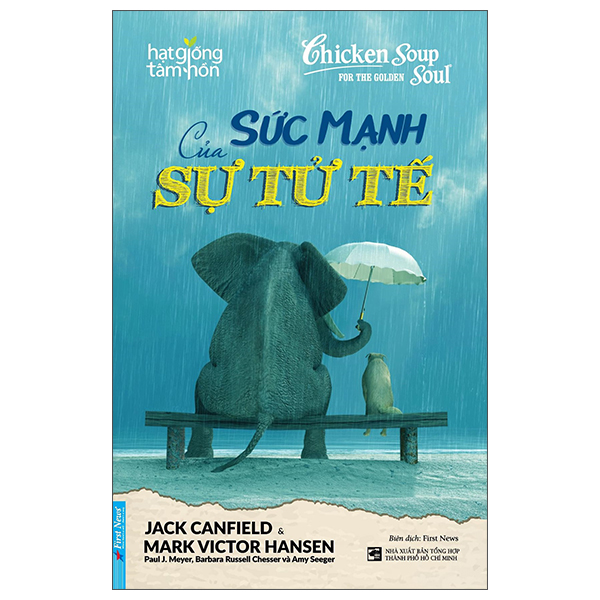 hạt giống
tâm hồn
Chicken Soup
FOR THE GOLDEN Soul
SỨC MẠNH
Của
SỰ TỬ TẾ
JACK CANFIELD &
MARK VICTOR HANSEN
Paul J. Meyer, Barbara Russell Chesser và Amy Seeger
First News
Biên dịch: First News
NHÀ XUẤT BẢN TỔNG HỢP
THÀNH PHỐ HỒ CHÍ MINH